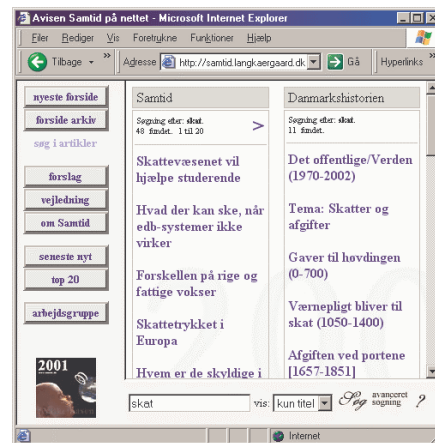 Avisen Samtid på nettet - Microsoft Internet Explorer
Filer Rediger Vis Foretrukne Funktioner Hjælp
Tilbage » Adresse http://samtid.langkaergaard.dk Gå Hyperlinks »
nyeste forside
forside arkiv
søg i artikler
forslag
vejledning
om Samtid
seneste nyt
top 20
arbejdsgruppe
2001
Samtid
Søgning efter: skat.
48 fundet. 1 til 20 >
Skattevæsenet vil
hjælpe studerende
Hvad der kan ske, når
edb-systemer ikke
virker
Forskellen på rige og
fattige vokser
Skattetrykket i
Europa
Hvem er de skyldige i
Danmarkshistorien
Søgning efter: skat.
11 fundet.
Det offentlige/Verden
(1970-2002)
Tema: Skatter og
afgifter
Gaver til høvdingen
(0-700)
Værnepligt bliver til
skat (1050-1400)
Afgiften ved portene
[1657-1851]
skat vis: kun titel Søg avanceret søgning ?
Internet